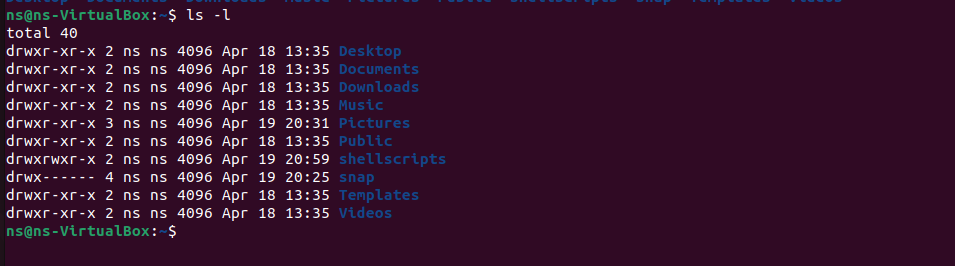 ns@ns-VirtualBox:~$ ls -l
total 40
drwxr-xr-x 2 ns ns 4096 Apr 18 13:35 Desktop
drwxr-xr-x 2 ns ns 4096 Apr 18 13:35 Documents
drwxr-xr-x 2 ns ns 4096 Apr 18 13:35 Downloads
drwxr-xr-x 2 ns ns 4096 Apr 18 13:35 Music
drwxr-xr-x 3 ns ns 4096 Apr 19 20:31 Pictures
drwxr-xr-x 2 ns ns 4096 Apr 18 13:35 Public
drwxrwxr-x 2 ns ns 4096 Apr 19 20:59 shellscripts
drwx------ 4 ns ns 4096 Apr 19 20:25 snap
drwxr-xr-x 2 ns ns 4096 Apr 18 13:35 Templates
drwxr-xr-x 2 ns ns 4096 Apr 18 13:35 Videos
ns@ns-VirtualBox:~$